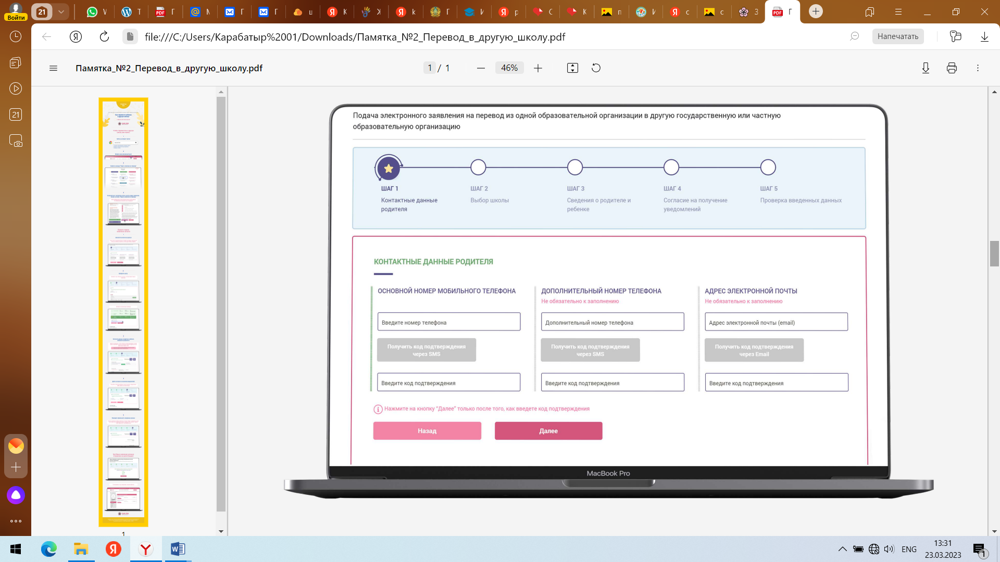 Войти
21
file:///C:/Users/Карабатыр%2001/Downloads/Памятка_№2_Перевод_в_другую_школу.pdf
Напечатать
Памятка_№2_Перевод_в_другую_школу.pdf
1 / 1
46%
21
Подача электронного заявления на перевод из одной образовательной организации в другую государственную или частную
образовательную организацию
ШАГ 1
ШАГ 2
ШАГ 3
ШАГ 4
ШАГ 5
Контактные данные
родителя
Выбор школы
Сведения о родителе и
ребенке
Согласие на получение
уведомлений
Проверка введенных данных
КОНТАКТНЫЕ ДАННЫЕ РОДИТЕЛЯ
ОСНОВНОЙ НОМЕР МОБИЛЬНОГО ТЕЛЕФОНА
Введите номер телефона
Получить код подтверждения
через SMS
Введите код подтверждения
ДОПОЛНИТЕЛЬНЫЙ НОМЕР ТЕЛЕФОНА
Не обязательно к заполнению
Дополнительный номер телефона
Получить код подтверждения
через SMS
Введите код подтверждения
АДРЕС ЭЛЕКТРОННОЙ ПОЧТЫ
Не обязательно к заполнению
Адрес электронной почты (email)
Получить код подтверждения
через Email
Введите код подтверждения
Нажмите на кнопку "Далее" только после того, как введете код подтверждения
Назад
Далее
MacBook Pro
1
ENG
13:31
23.03.2023
1